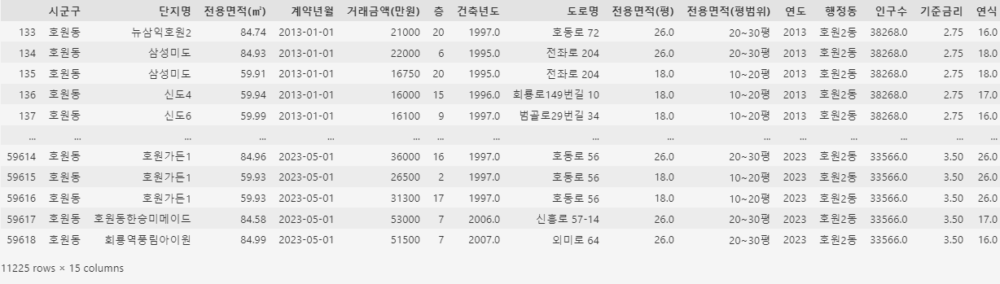 시군구 단지명 전용면적(㎡) 계약년월 거래금액(만원) 층 건축년도 도로명 전용면적(평) 전용면적(평범위) 연도 행정동 인구수 기준금리 연식
133 호원동 뉴삼익호원2 84.74 2013-01-01 21000 20 1997.0 호동로 72 26.0 20~30평 2013 호원2동 38268.0 2.75 16.0
134 호원동 삼성미도 84.93 2013-01-01 22000 6 1995.0 전좌로 204 26.0 20~30평 2013 호원2동 38268.0 2.75 18.0
135 호원동 삼성미도 59.91 2013-01-01 16750 20 1995.0 전좌로 204 18.0 10~20평 2013 호원2동 38268.0 2.75 18.0
136 호원동 신도4 59.94 2013-01-01 16000 15 1996.0 회룡로149번길 10 18.0 10~20평 2013 호원2동 38268.0 2.75 17.0
137 호원동 신도6 59.99 2013-01-01 16100 9 1997.0 범골로29번길 34 18.0 10~20평 2013 호원2동 38268.0 2.75 16.0
... ... ... ... ... ... ... ... ... ... ... ... ... ... ... ...
59614 호원동 호원가든1 84.96 2023-05-01 36000 16 1997.0 호동로 56 26.0 20~30평 2023 호원2동 33566.0 3.50 26.0
59615 호원동 호원가든1 59.93 2023-05-01 26500 2 1997.0 호동로 56 18.0 10~20평 2023 호원2동 33566.0 3.50 26.0
59616 호원동 호원가든1 59.93 2023-05-01 31300 17 1997.0 호동로 56 18.0 10~20평 2023 호원2동 33566.0 3.50 26.0
59617 호원동 호원동한승미메이드 84.58 2023-05-01 53000 7 2006.0 신흥로 57-14 26.0 20~30평 2023 호원2동 33566.0 3.50 17.0
59618 호원동 회룡역풍림아이원 84.99 2023-05-01 51500 7 2007.0 외미로 64 26.0 20~30평 2023 호원2동 33566.0 3.50 16.0
11225 rows × 15 columns